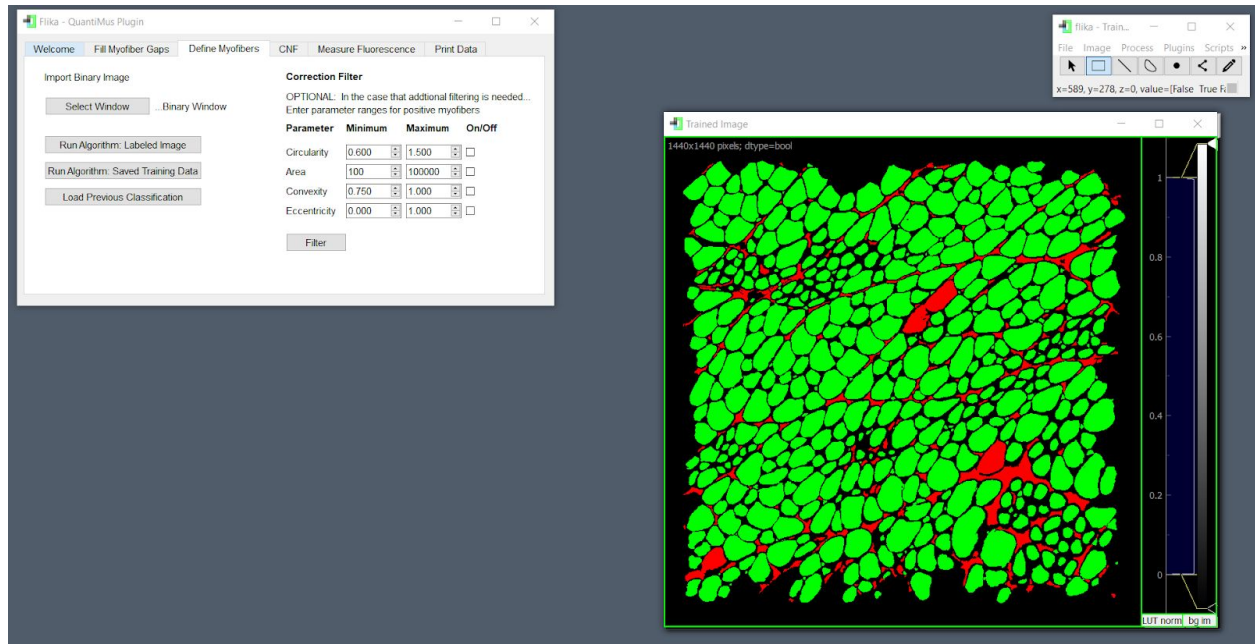 Flika - QuantiMus Plugin
Welcome Fill Myofiber Gaps Define Myofibers CNF Measure Fluorescence Print Data
Import Binary Image
Select Window ...Binary Window
Run Algorithm: Labeled Image
Run Algorithm: Saved Training Data
Load Previous Classification
Correction Filter
OPTIONAL: In the case that addtional filtering is needed...
Enter parameter ranges for positive myofibers
Parameter Minimum Maximum On/Off
Circularity 0.600 1.500
Area 100 100000
Convexity 0.750 1.000
Eccentricity 0.000 1.000
Filter
flika - Train...
File Image Process Plugins Scripts »
x=589, y=278, z=0, value=[False True
Trained Image
1440x1440 pixels; dtype=bool
1
0.8
0.6
0.4
0.2
0
LUT norm bg im